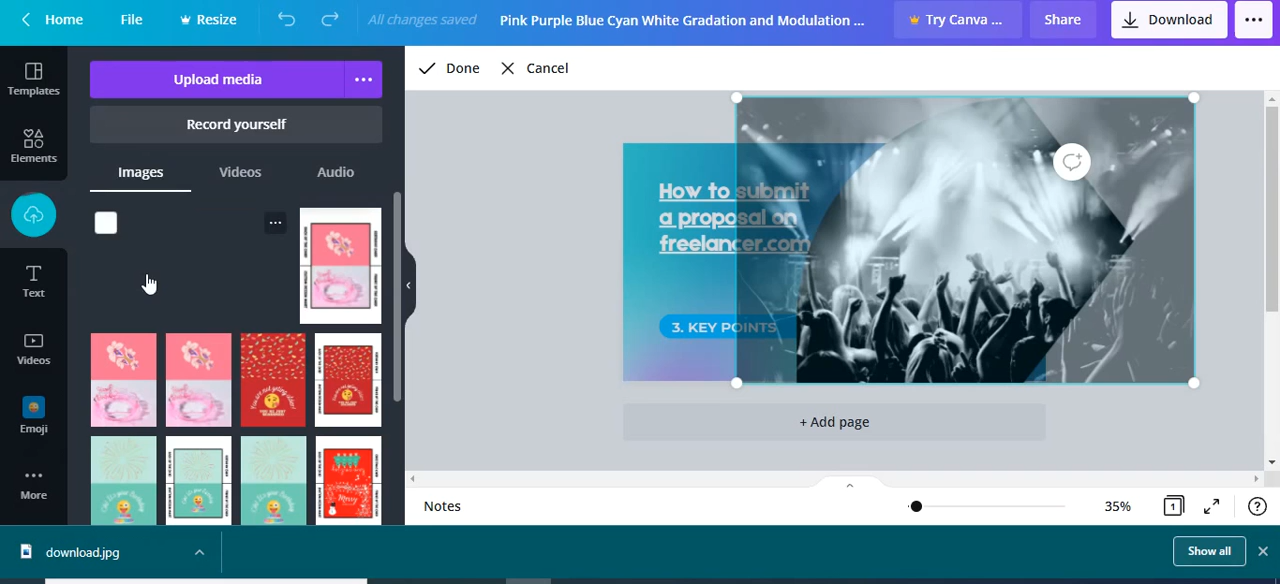 Home
File
Resize
All changes saved
Pink Purple Blue Cyan White Gradation and Modulation ...
Try Canva ...
Share
Download
Templates
Elements
Text
Videos
Emoji
More
Upload media
Record yourself
Images
Videos
Audio
Done
Cancel
How to submit
a proposal on
freelancer.com
3. KEY POINTS
+ Add page
Notes
35%
1
download.jpg
Show all